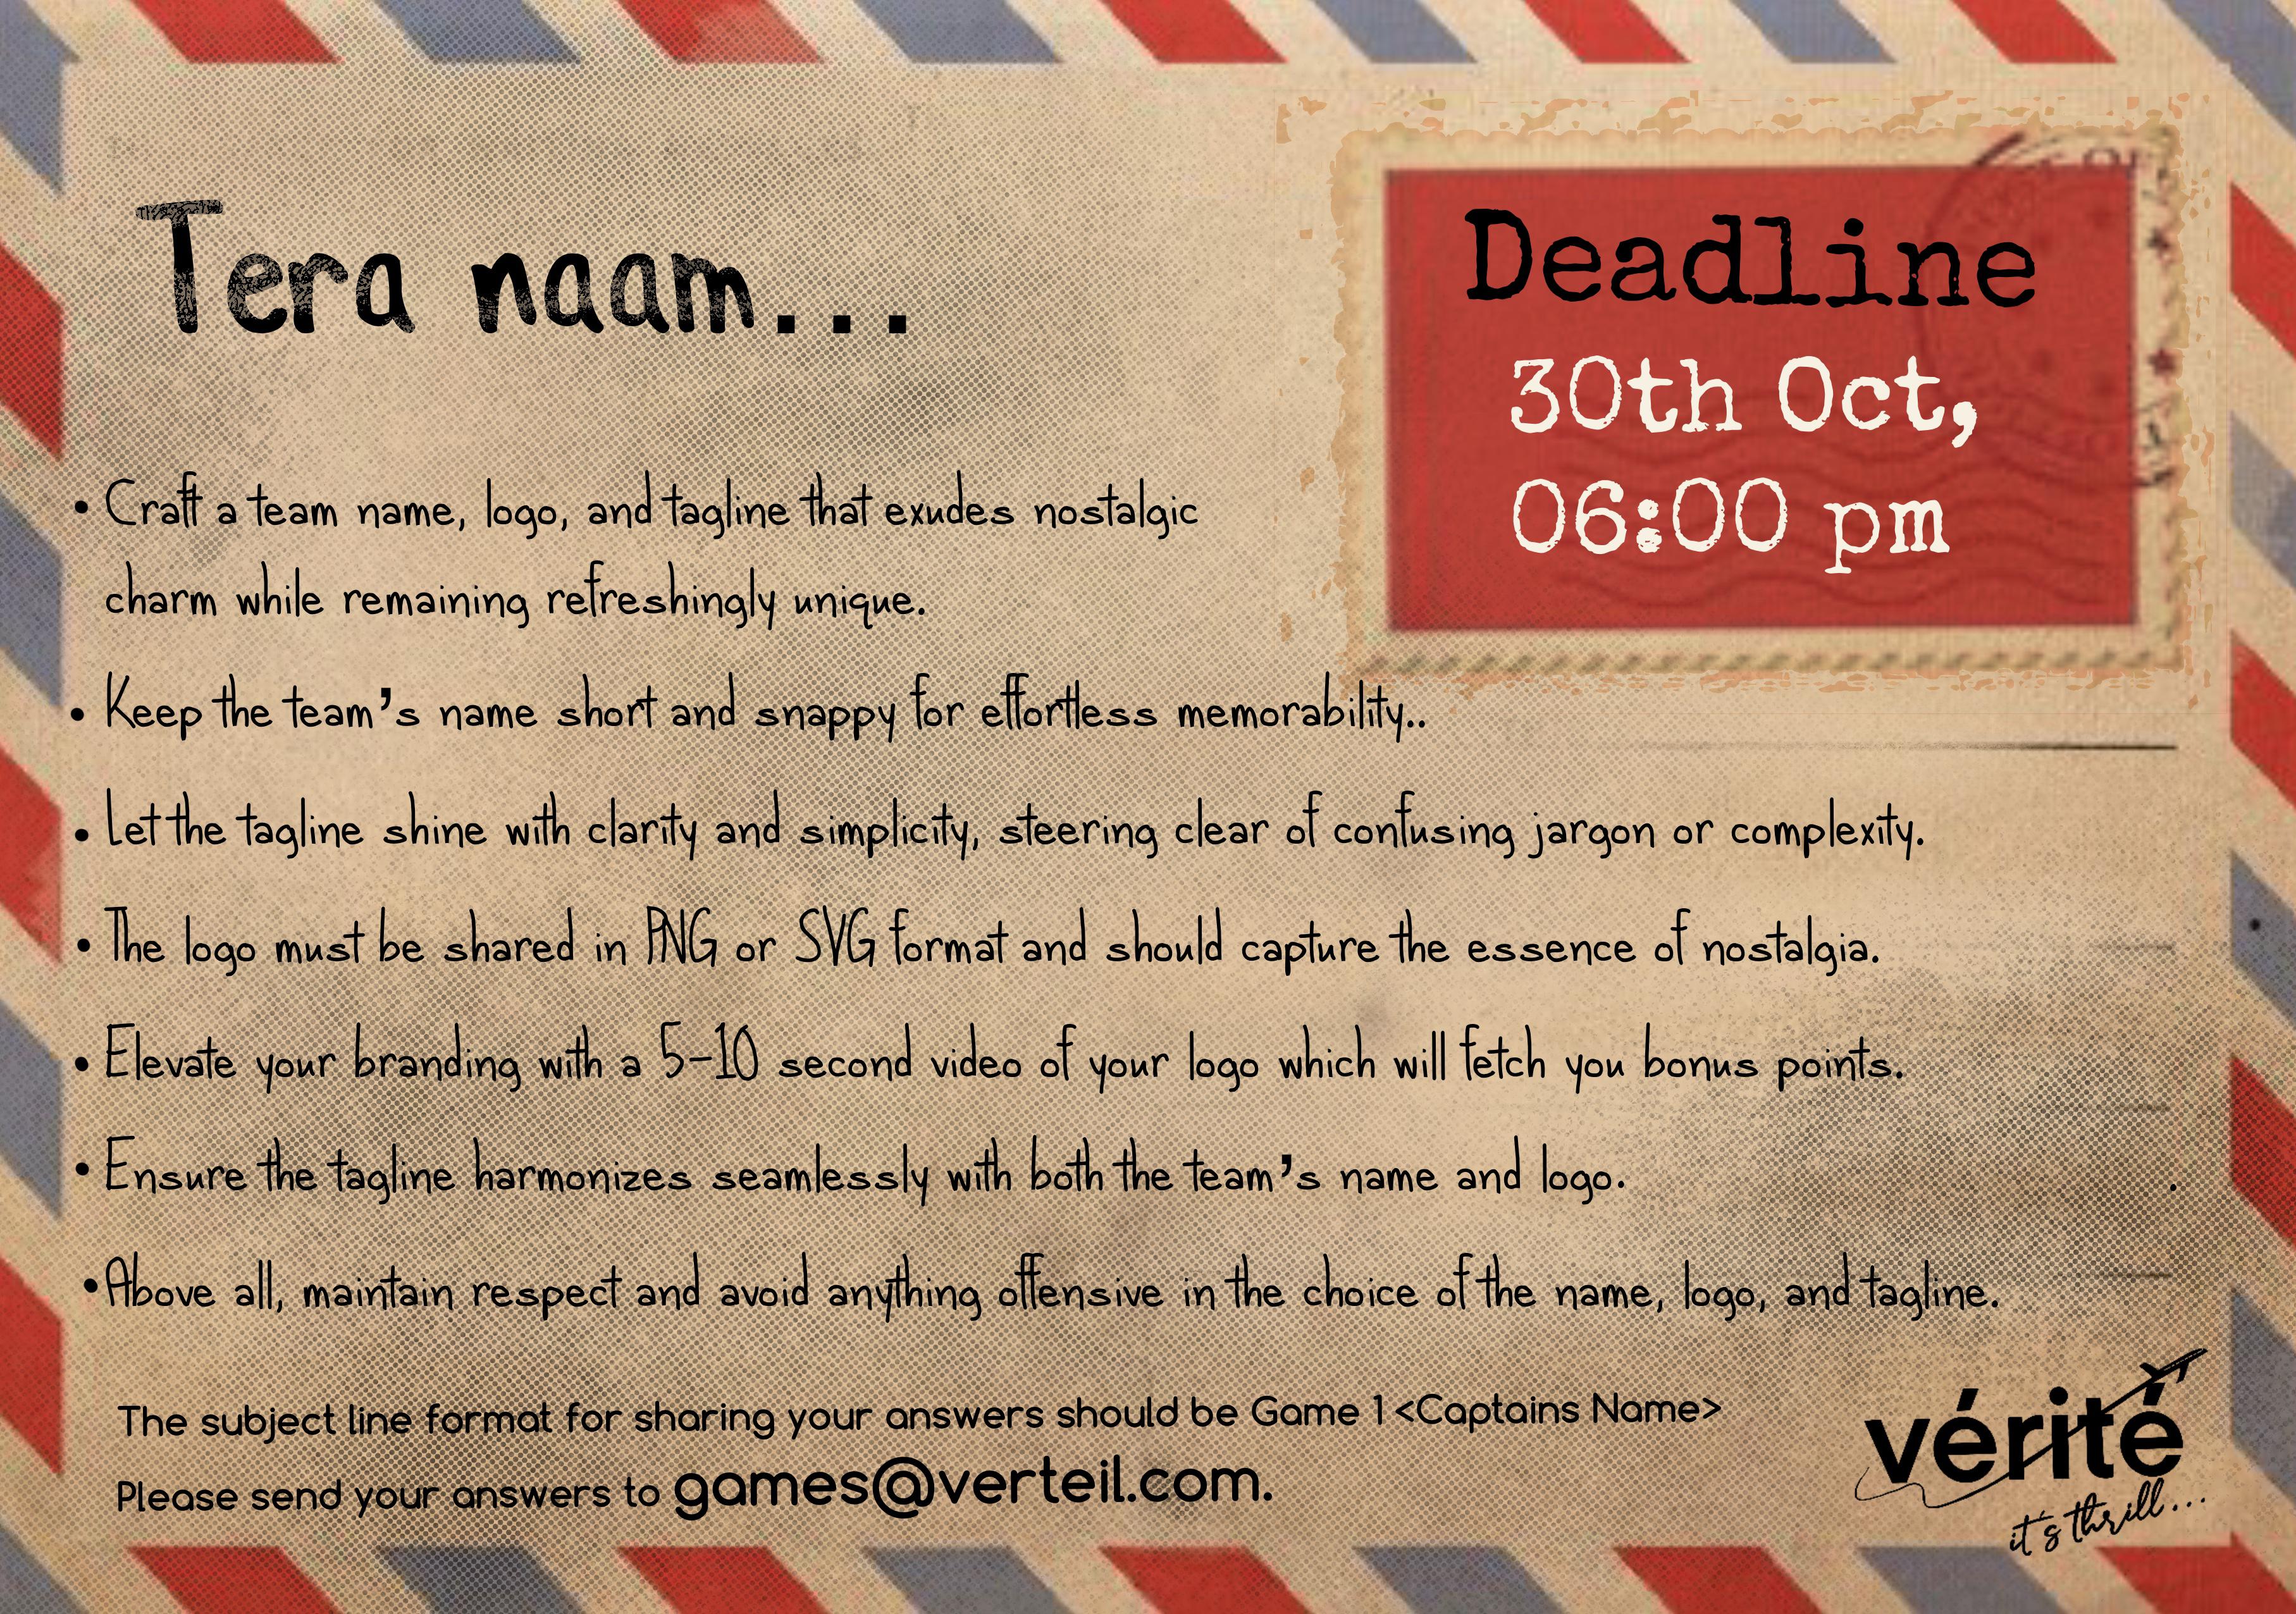 Tera naam...
Deadline
30th Oct,
06:00 pm
• Craft a team name, logo, and tagline that exudes nostalgic
charm while remaining refreshingly unique.
• Keep the team's name short and snappy for effortless memorability..
• Let the tagline shine with clarity and simplicity, steering clear of confusing jargon or complexity.
• The logo must be shared in PNG or SVG format and should capture the essence of nostalgia.
• Elevate your branding with a 5-10 second video of your logo which will fetch you bonus points.
• Ensure the tagline harmonizes seamlessly with both the team's name and logo.
• Above all, maintain respect and avoid anything offensive in the choice of the name, logo, and tagline.
The subject line format for sharing your answers should be Game 1 <Captains Name>
Please send your answers to games@verteil.com.
vérité
it's thrill...